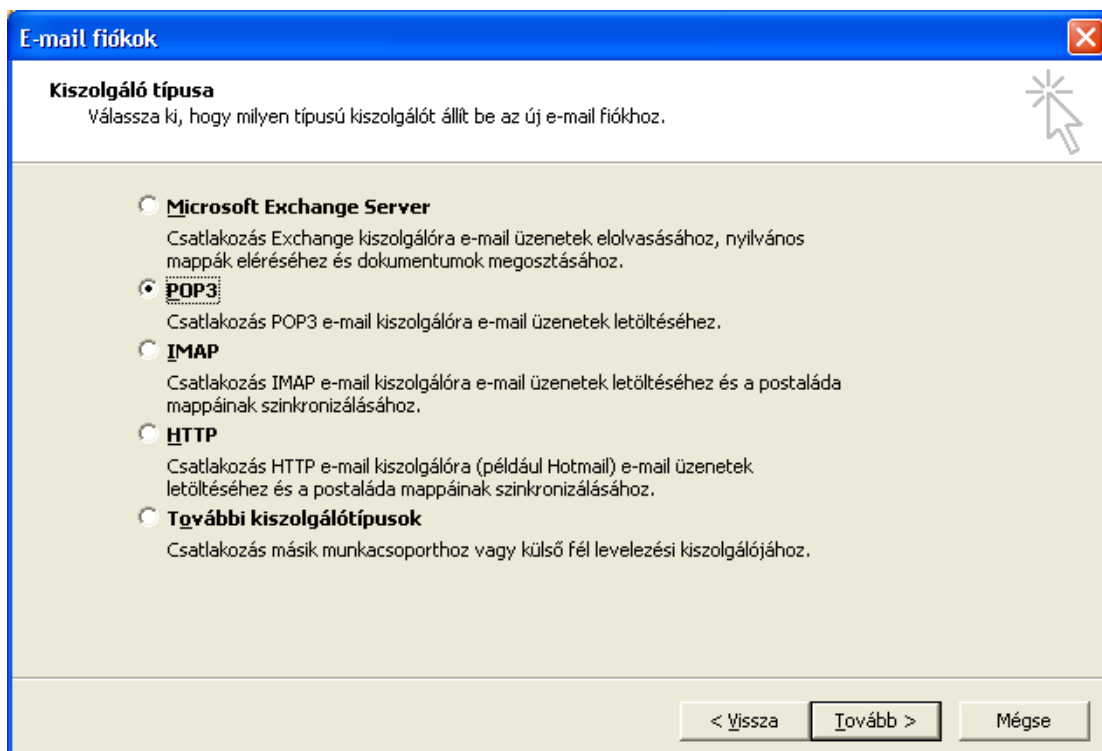 E-mail fiókok
Kiszolgáló típusa
Válassza ki, hogy milyen típusú kiszolgálót állít be az új e-mail fiókhoz.
Microsoft Exchange Server
Csatlakozás Exchange kiszolgálóra e-mail üzenetek elolvasásához, nyilvános
mappák eléréséhez és dokumentumok megosztásához.
POP3
Csatlakozás POP3 e-mail kiszolgálóra e-mail üzenetek letöltéséhez.
IMAP
Csatlakozás IMAP e-mail kiszolgálóra e-mail üzenetek letöltéséhez és a postaláda
mappáinak szinkronizálásához.
HTTP
Csatlakozás HTTP e-mail kiszolgálóra (például Hotmail) e-mail üzenetek
letöltéséhez és a postaláda mappáinak szinkronizálásához.
További kiszolgálótípusok
Csatlakozás másik munkacsoporthoz vagy külső fél levelezési kiszolgálójához.
< Vissza Tovább > Mégse